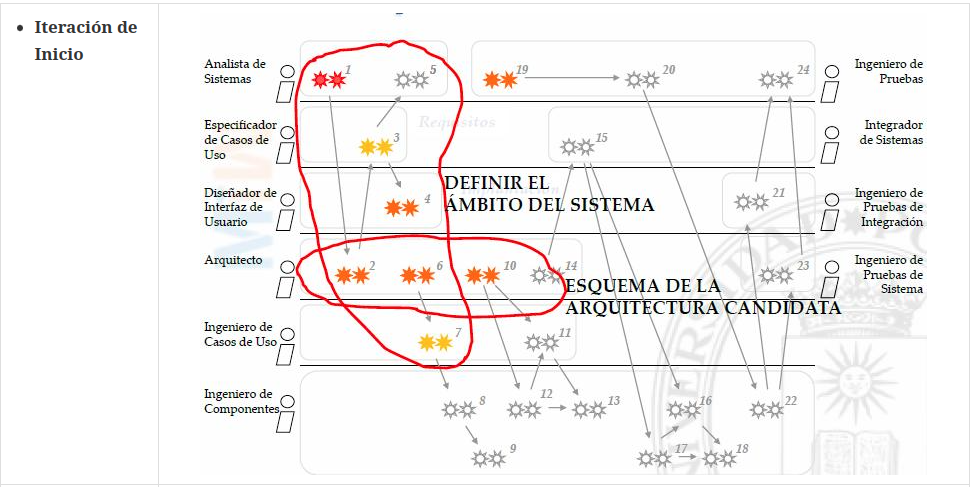 • Iteración de
Inicio
Analista de
Sistemas
1
5
19
20
24
Ingeniero de
Pruebas
Especificador
de Casos de
Uso
3
Requisitos
15
Integrador
de Sistemas
Diseñador de
Interfaz de
Usuario
4
DEFINIR EL
ÁMBITO DEL SISTEMA
21
Ingeniero de
Pruebas de
Integración
Arquitecto
2
6
10
14
ESQUEMA DE LA
ARQUITECTURA CANDIDATA
23
Ingeniero de
Pruebas de
Sistema
Ingeniero de
Casos de Uso
7
11
Ingeniero de
Componentes
8
12
13
16
22
9
17
18